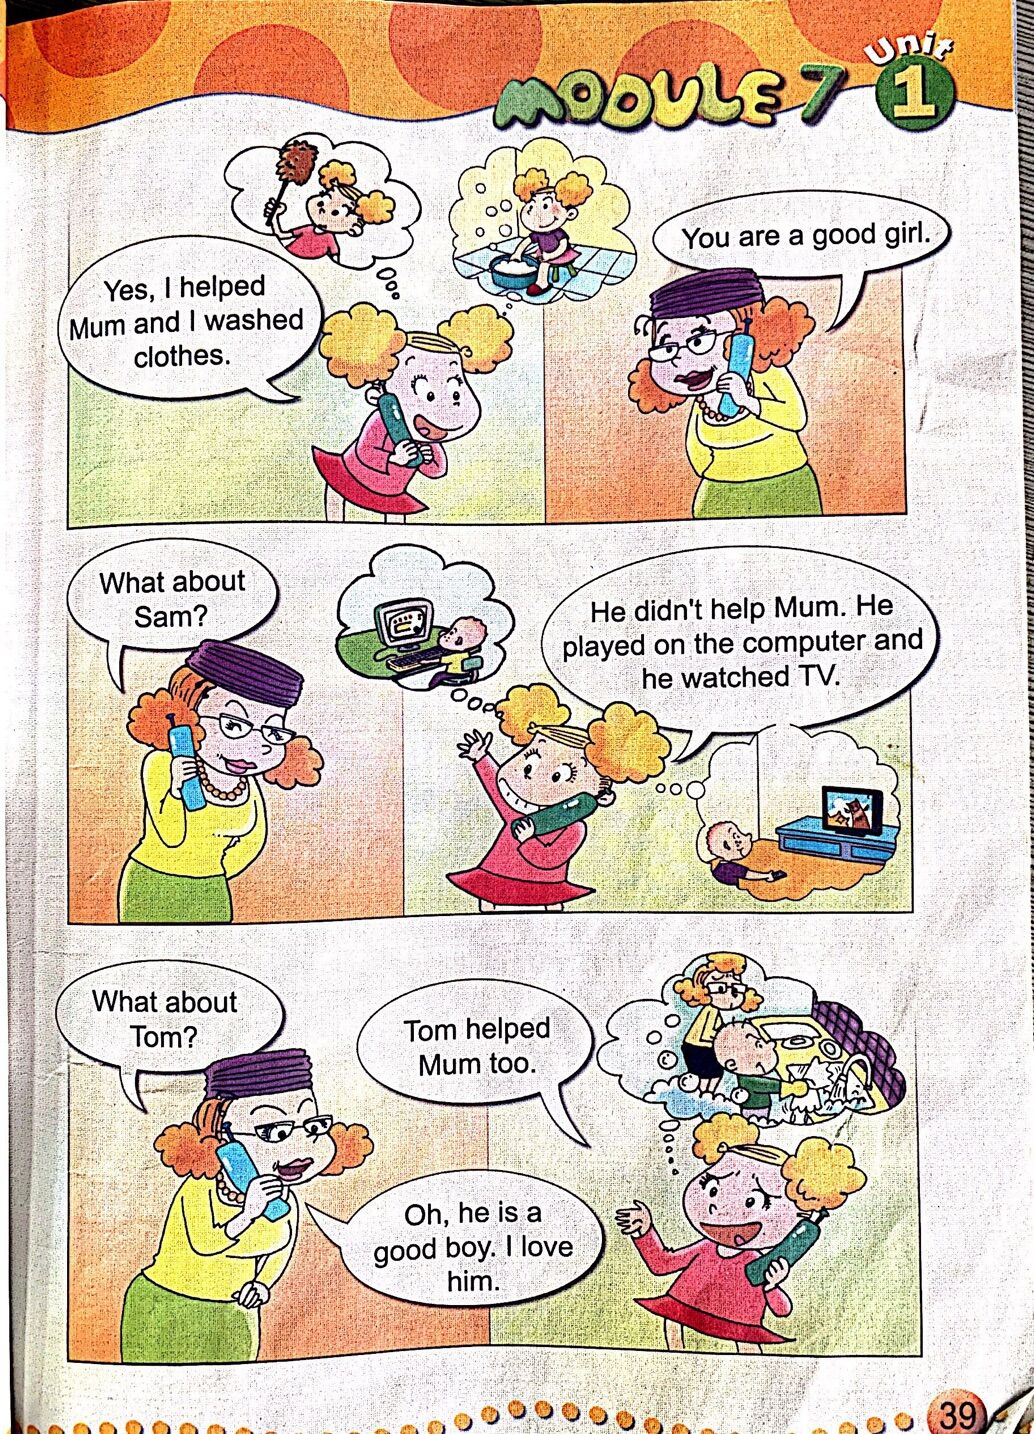 MODULE 7
Unit
1
Yes, I helped
Mum and I washed
clothes.
You are a good girl.
What about
Sam?
He didn't help Mum. He
played on the computer and
he watched TV.
What about
Tom?
Tom helped
Mum too.
Oh, he is a
good boy. I love
him.
39